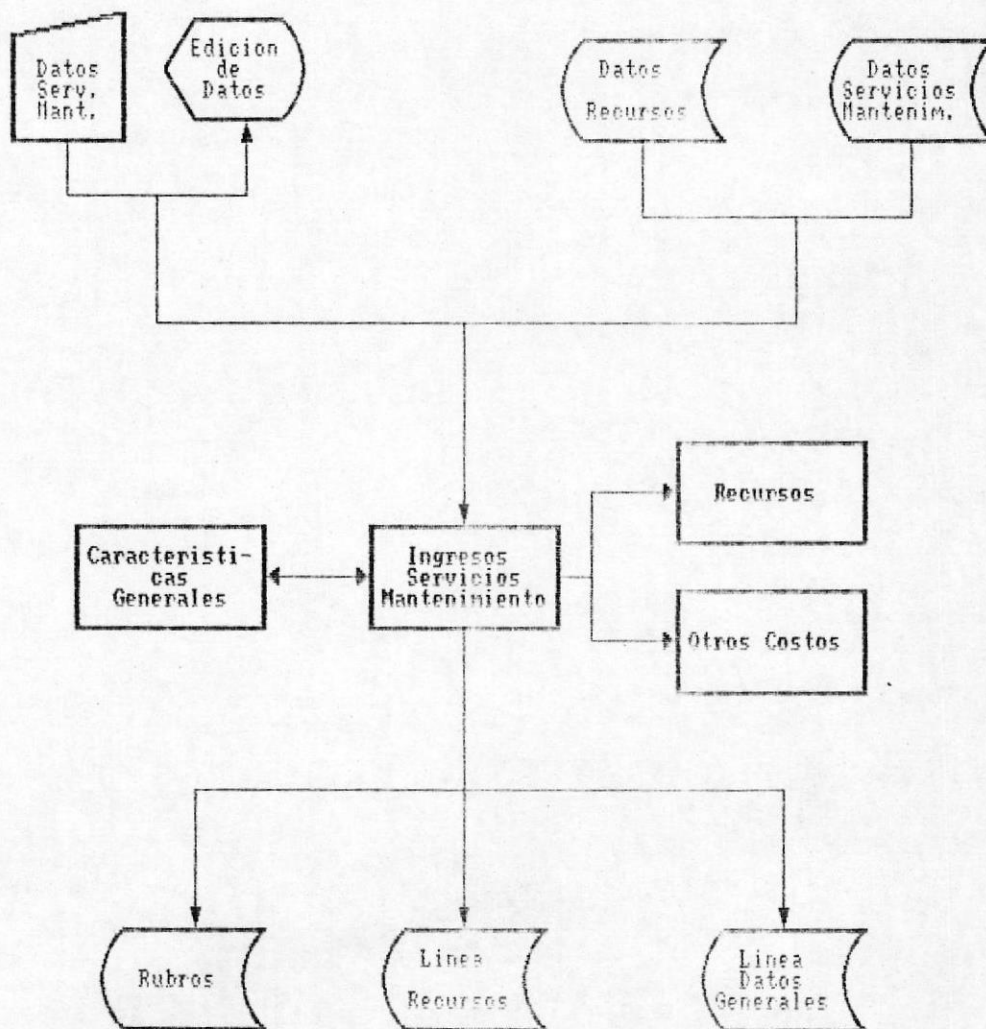 Datos
Serv.
Mant.
Edicion
de
Datos
Datos
Recursos
Datos
Servicios
Mantenim.
Recursos
Caracteristi-
cas
Generales
Ingresos
Servicios
Mantenimiento
Otros Costos
Rubros
Linea
Recursos
Linea
Datos
Generales